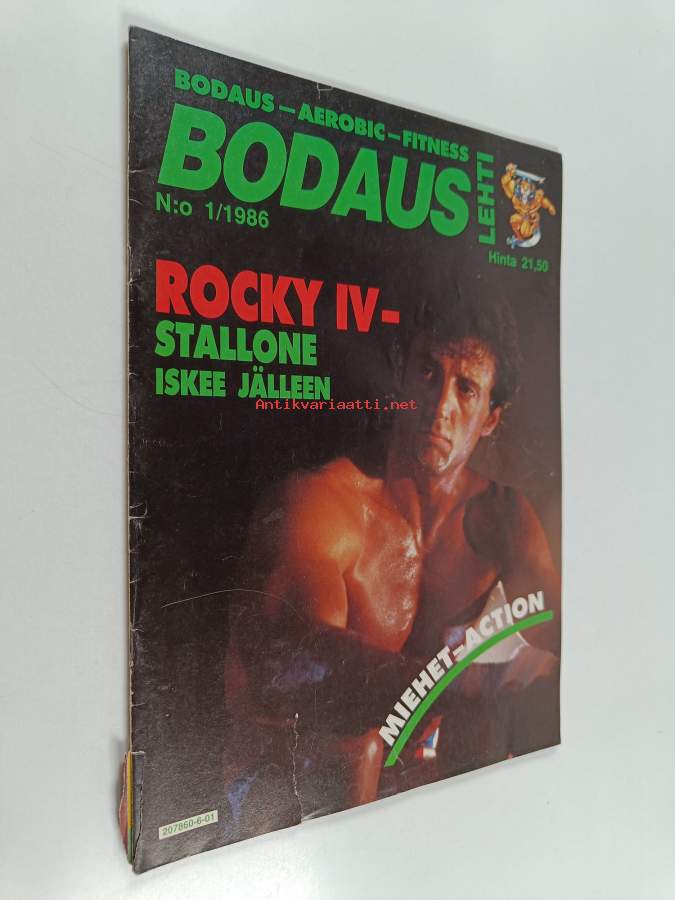 BODAUS – AEROBIC – FITNESS
BODAUS
LEHTI
N:o 1/1986
Hinta 21,50
ROCKY IV–
STALLONE
ISKEE JÄLLEEN
Antikvariaatti.net
MIEHET–ACTION
207860-6-01